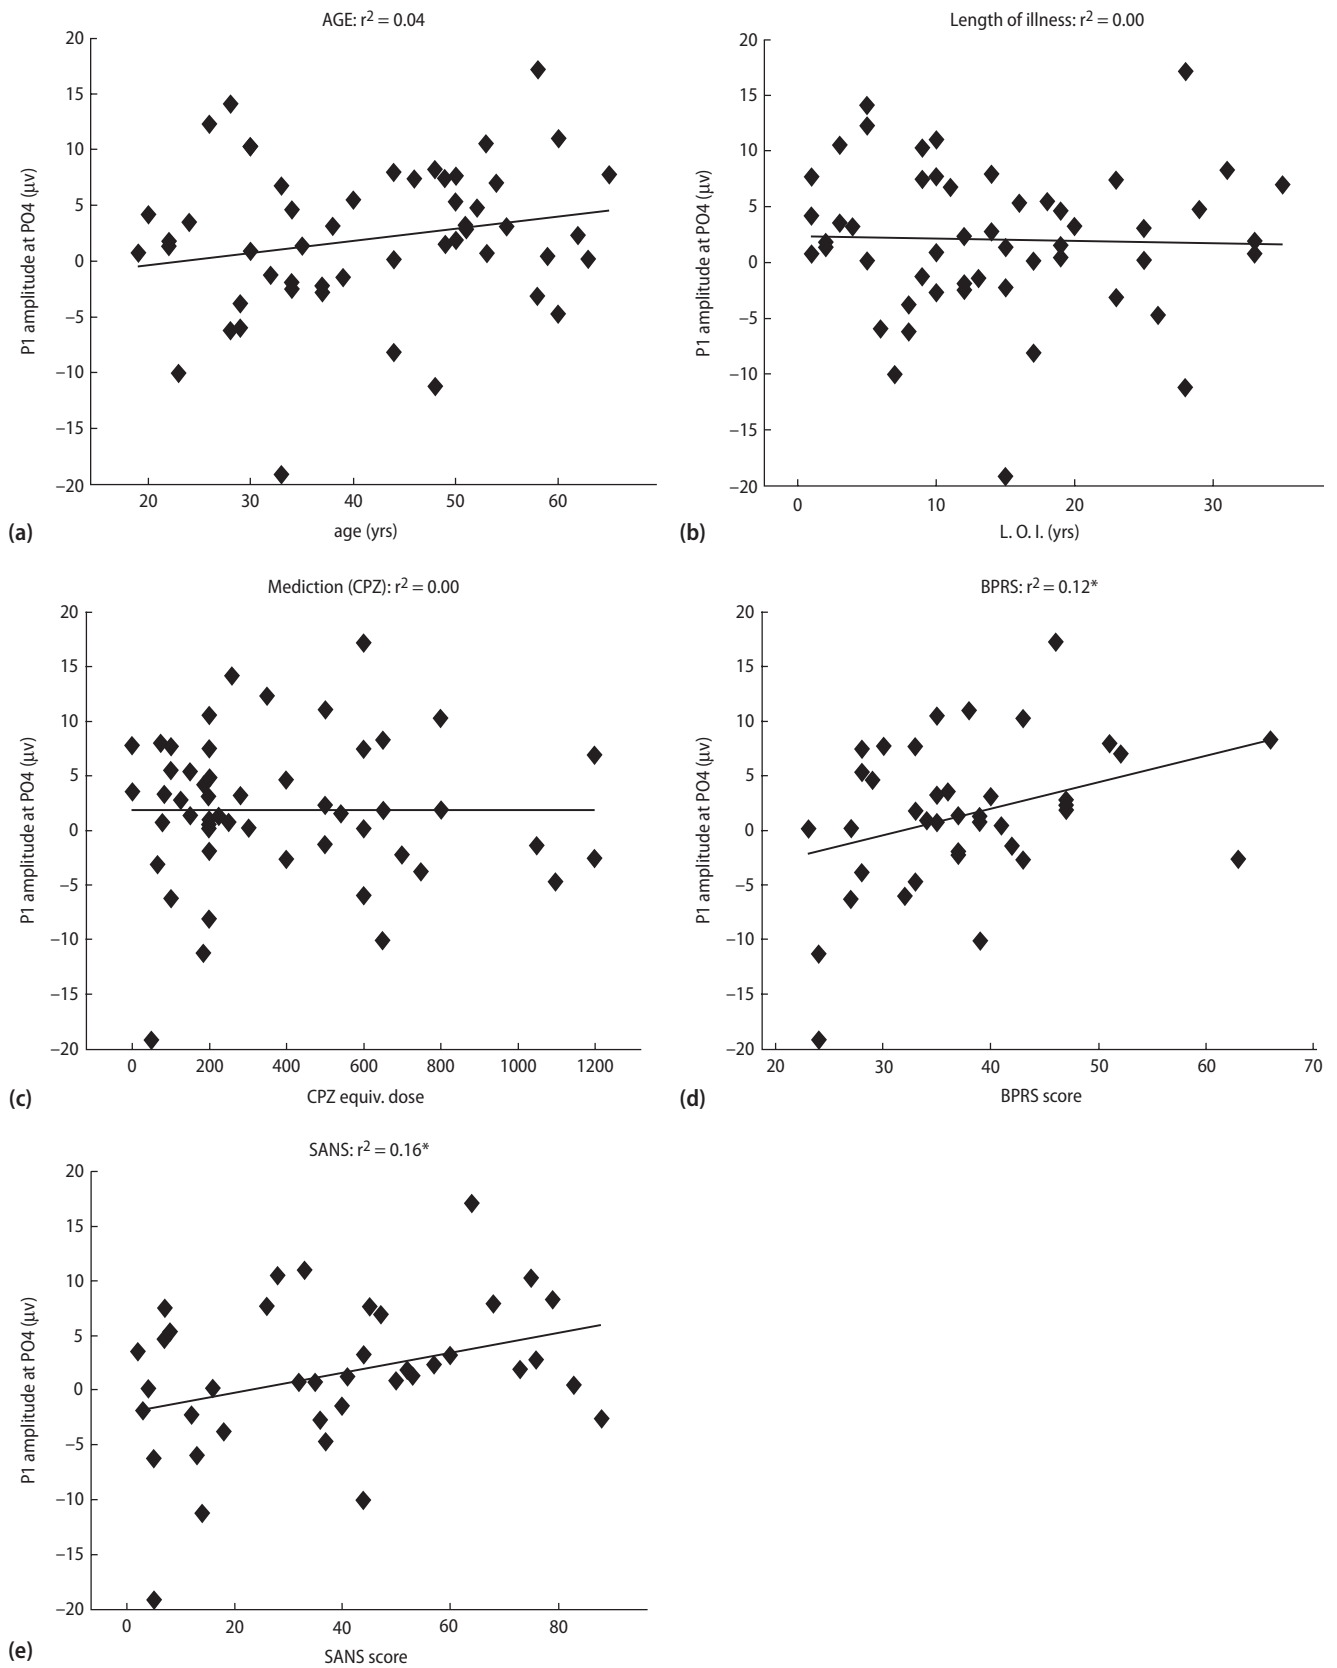 AGE: r2 = 0.04
20
15
10
5
0
−5
−10
−15
−20
P1 amplitude at PO4 (μv)
20 30 40 50 60
age (yrs)
(a)
Length of illness: r2 = 0.00
20
15
10
5
0
−5
−10
−15
−20
P1 amplitude at PO4 (μv)
0 10 20 30
L. O. I. (yrs)
(b)
Mediction (CPZ): r2 = 0.00
20
15
10
5
0
−5
−10
−15
−20
P1 amplitude at PO4 (μv)
0 200 400 600 800 1000 1200
CPZ equiv. dose
(c)
BPRS: r2 = 0.12*
20
15
10
5
0
−5
−10
−15
−20
P1 amplitude at PO4 (μv)
20 30 40 50 60 70
BPRS score
(d)
SANS: r2 = 0.16*
20
15
10
5
0
−5
−10
−15
−20
P1 amplitude at PO4 (μv)
0 20 40 60 80
SANS score
(e)